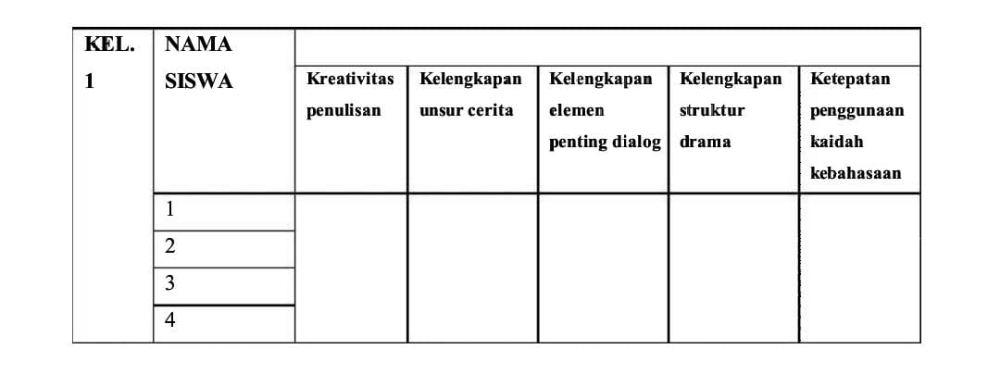 KEL. 1
NAMA SISWA
Kreativitas penulisan
Kelengkapan unsur cerita
Kelengkapan elemen penting dialog
Kelengkapan struktur drama
Ketepatan penggunaan kaidah kebahasaan
1
2
3
4